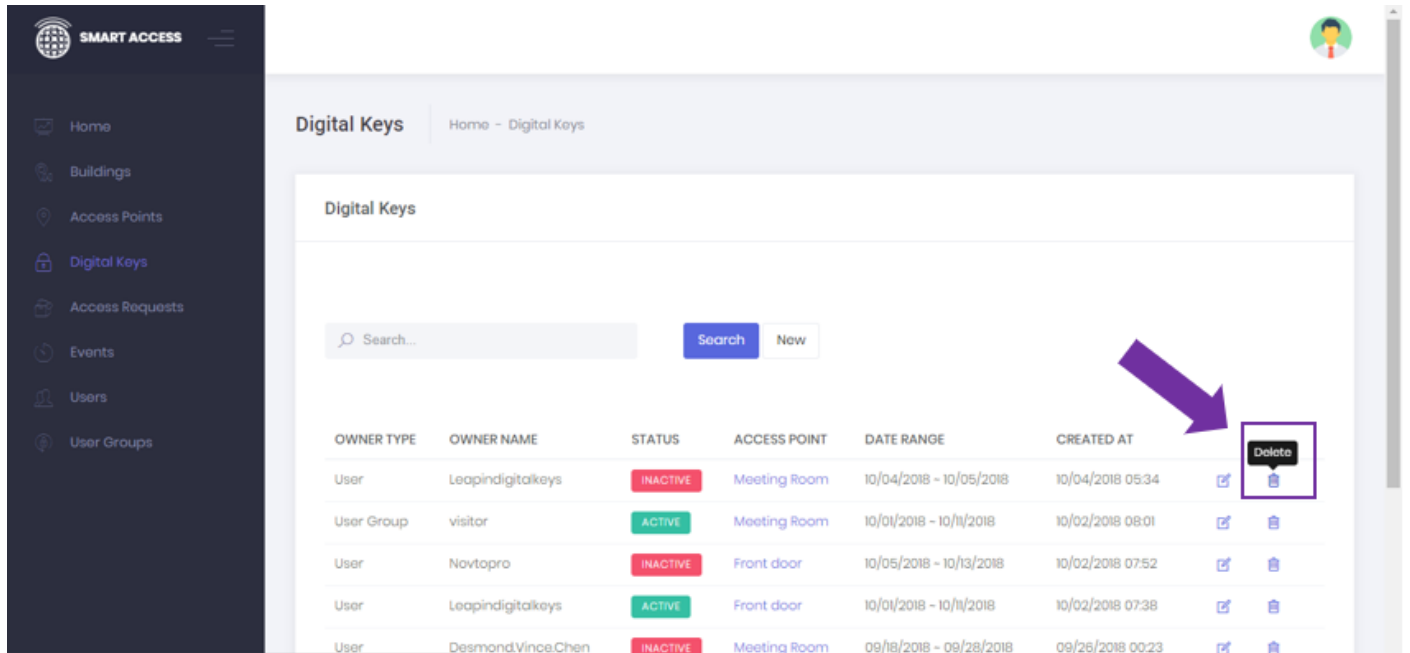 SMART ACCESS
Home
Buildings
Access Points
Digital Keys
Access Requests
Events
Users
User Groups
Digital Keys
Home - Digital Keys
Digital Keys
Search...
Search
New
OWNER TYPE OWNER NAME STATUS ACCESS POINT DATE RANGE CREATED AT
Delete
User Leapindigitalkeys INACTIVE Meeting Room 10/04/2018 - 10/05/2018 10/04/2018 05:34
User Group visitor ACTIVE Meeting Room 10/01/2018 - 10/11/2018 10/02/2018 08:01
User Novtopro INACTIVE Front door 10/05/2018 - 10/13/2018 10/02/2018 07:52
User Leapindigitalkeys ACTIVE Front door 10/01/2018 - 10/11/2018 10/02/2018 07:38
User Desmond.Vince.Chen INACTIVE Meeting Room 09/18/2018 - 09/28/2018 09/26/2018 00:23